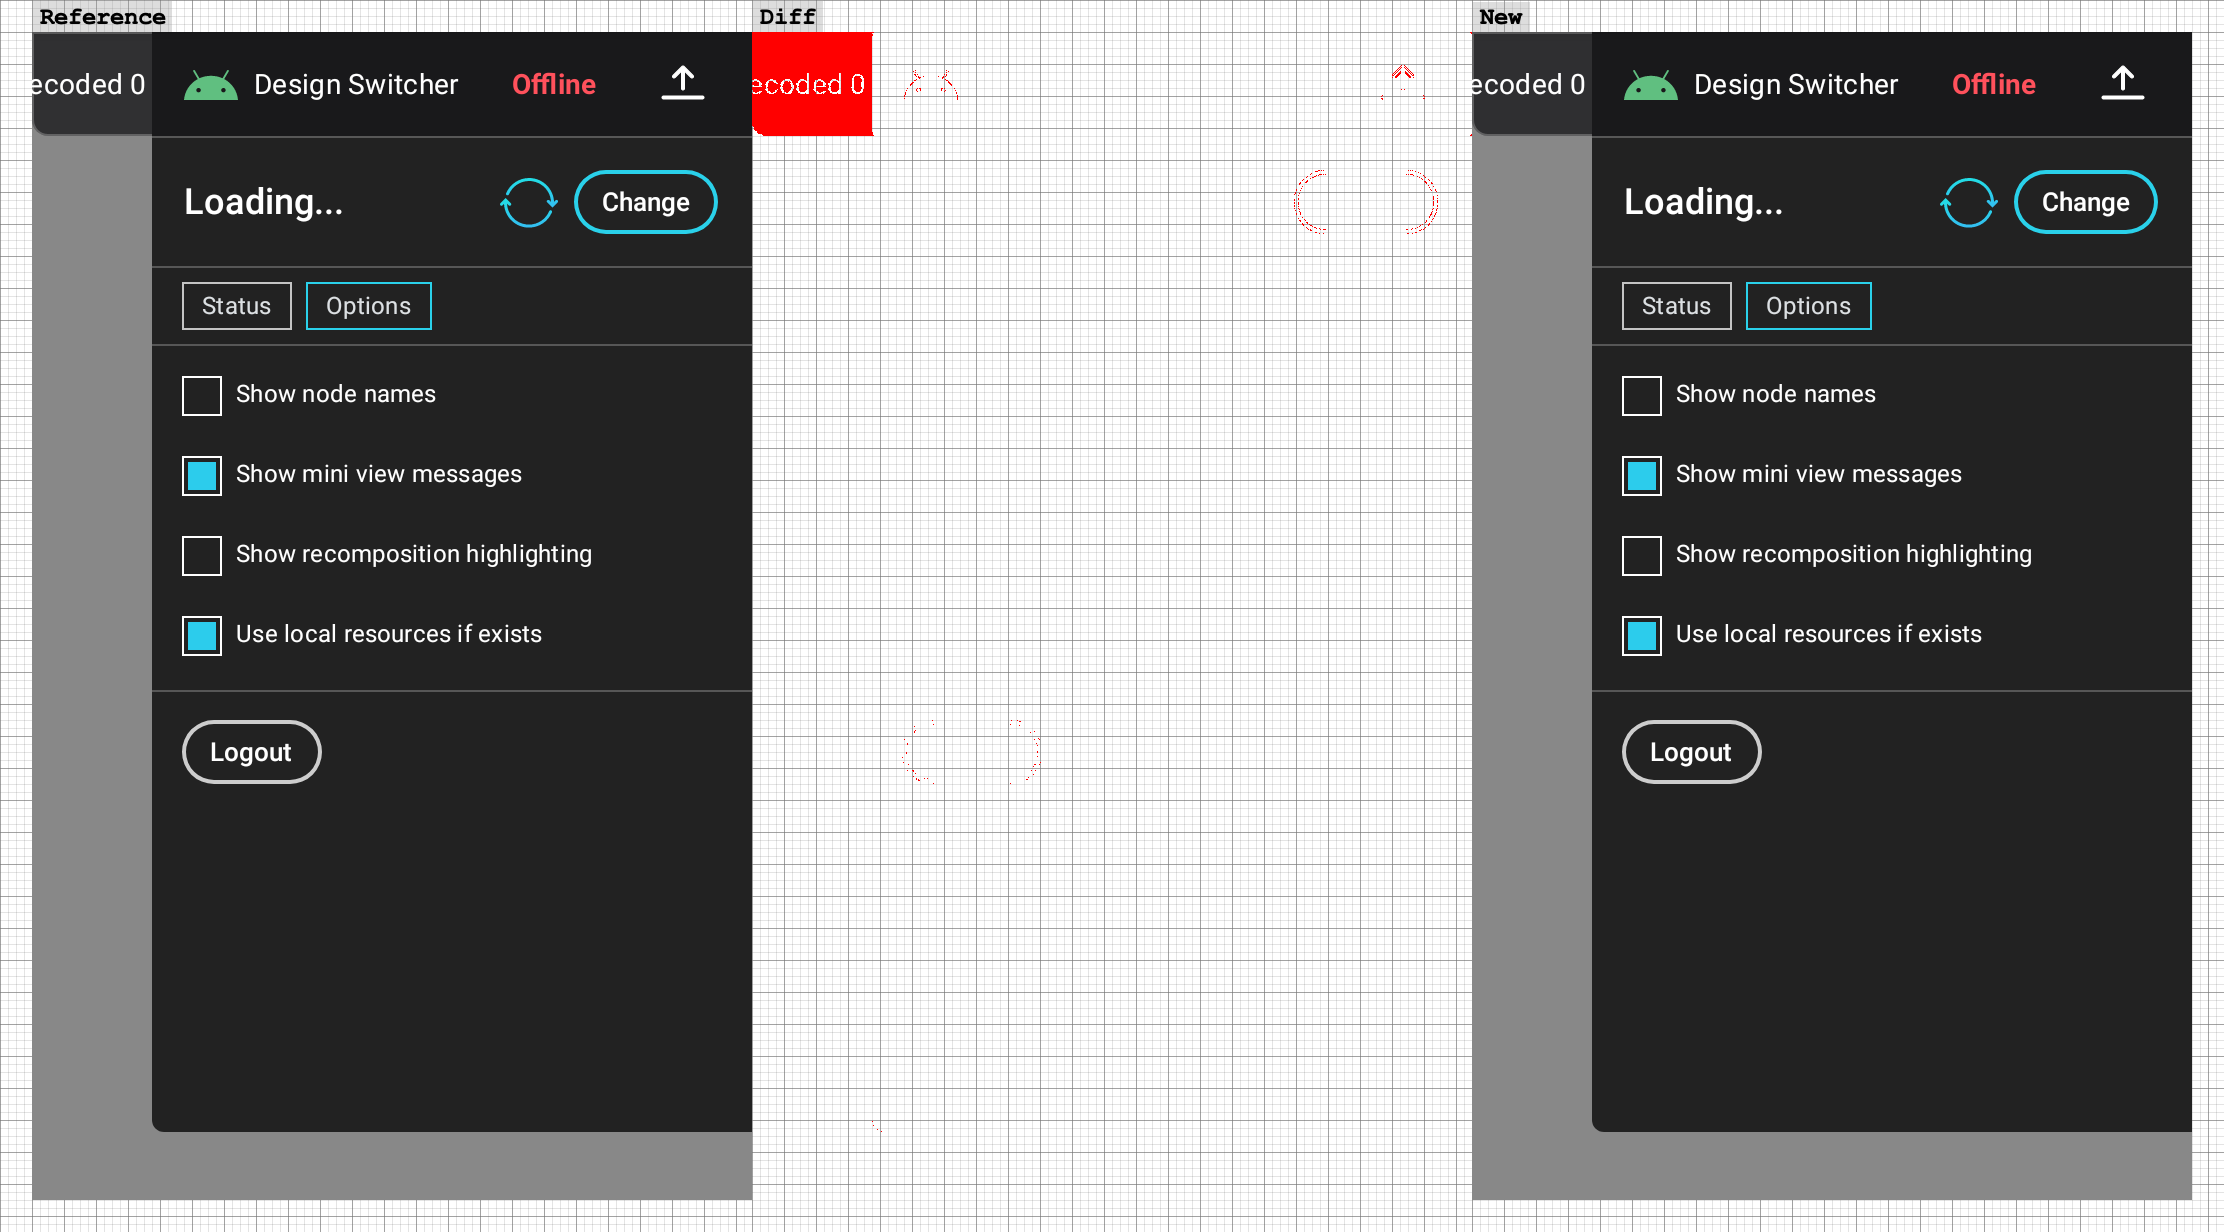 Reference
ecoded 0 Design Switcher Offline
Loading...
Change
Status Options
Show node names
Show mini view messages
Show recomposition highlighting
Use local resources if exists
Logout
Diff
ecoded 0
New
ecoded 0 Design Switcher Offline
Loading...
Change
Status Options
Show node names
Show mini view messages
Show recomposition highlighting
Use local resources if exists
Logout